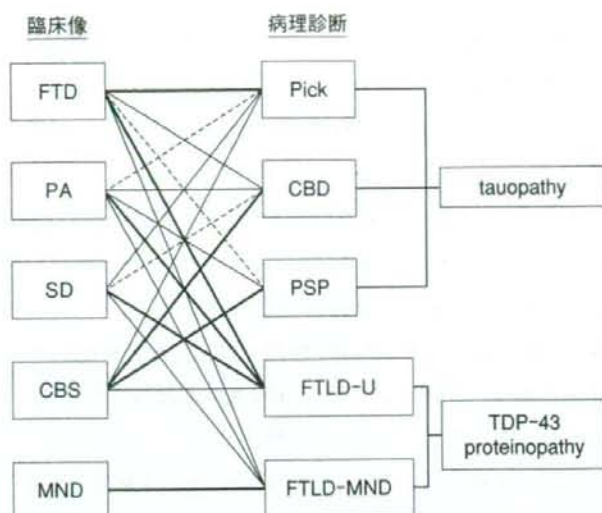 臨床像
病理診断
FTD
PA
SD
CBS
MND
Pick
CBD
PSP
FTLD-U
FTLD-MND
tauopathy
TDP-43
proteinopathy